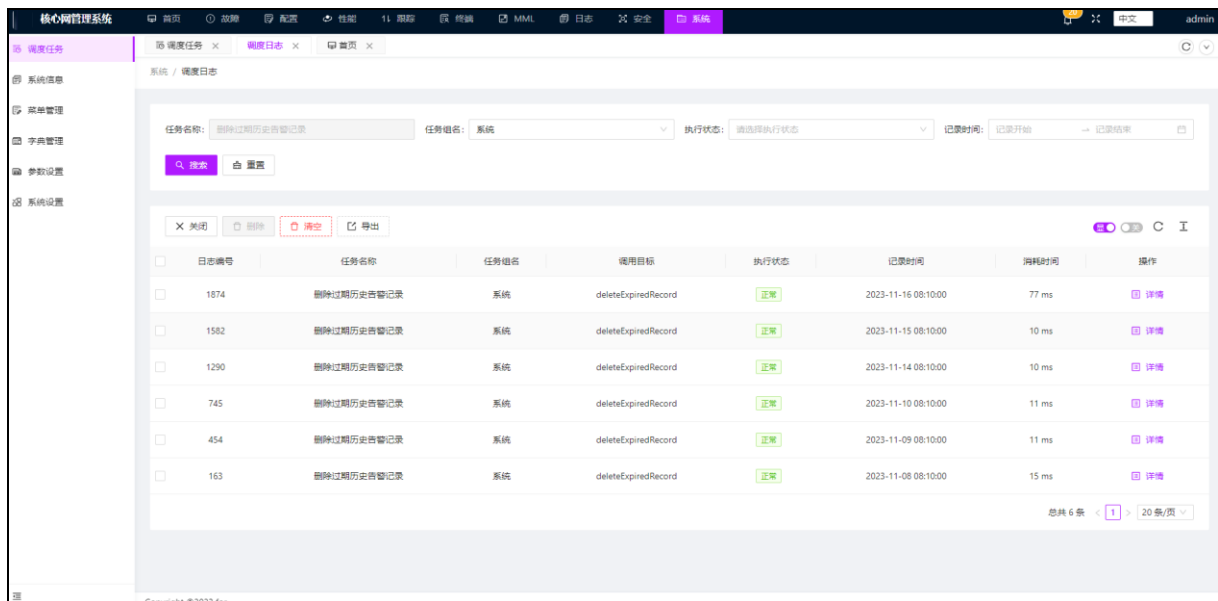 核心网管理系统 首页 故障 配置 性能 跟踪 终端 MML 日志 安全 系统 20 中文 admin
调度任务 调度任务 调度日志 首页
系统信息 系统 / 调度日志
菜单管理
字典管理
参数设置
系统设置
任务名称: 删除过期历史告警记录 任务组名: 系统 执行状态: 请选择执行状态 记录时间: 记录开始 → 记录结束
搜索 重置
关闭 删除 清空 导出
日志编号 任务名称 任务组名 调用目标 执行状态 记录时间 消耗时间 操作
1874 删除过期历史告警记录 系统 deleteExpiredRecord 正常 2023-11-16 08:10:00 77 ms 详情
1582 删除过期历史告警记录 系统 deleteExpiredRecord 正常 2023-11-15 08:10:00 10 ms 详情
1290 删除过期历史告警记录 系统 deleteExpiredRecord 正常 2023-11-14 08:10:00 10 ms 详情
745 删除过期历史告警记录 系统 deleteExpiredRecord 正常 2023-11-10 08:10:00 11 ms 详情
454 删除过期历史告警记录 系统 deleteExpiredRecord 正常 2023-11-09 08:10:00 11 ms 详情
163 删除过期历史告警记录 系统 deleteExpiredRecord 正常 2023-11-08 08:10:00 15 ms 详情
总共 6 条 < 1 > 20 条/页
Copyright ©2023 for